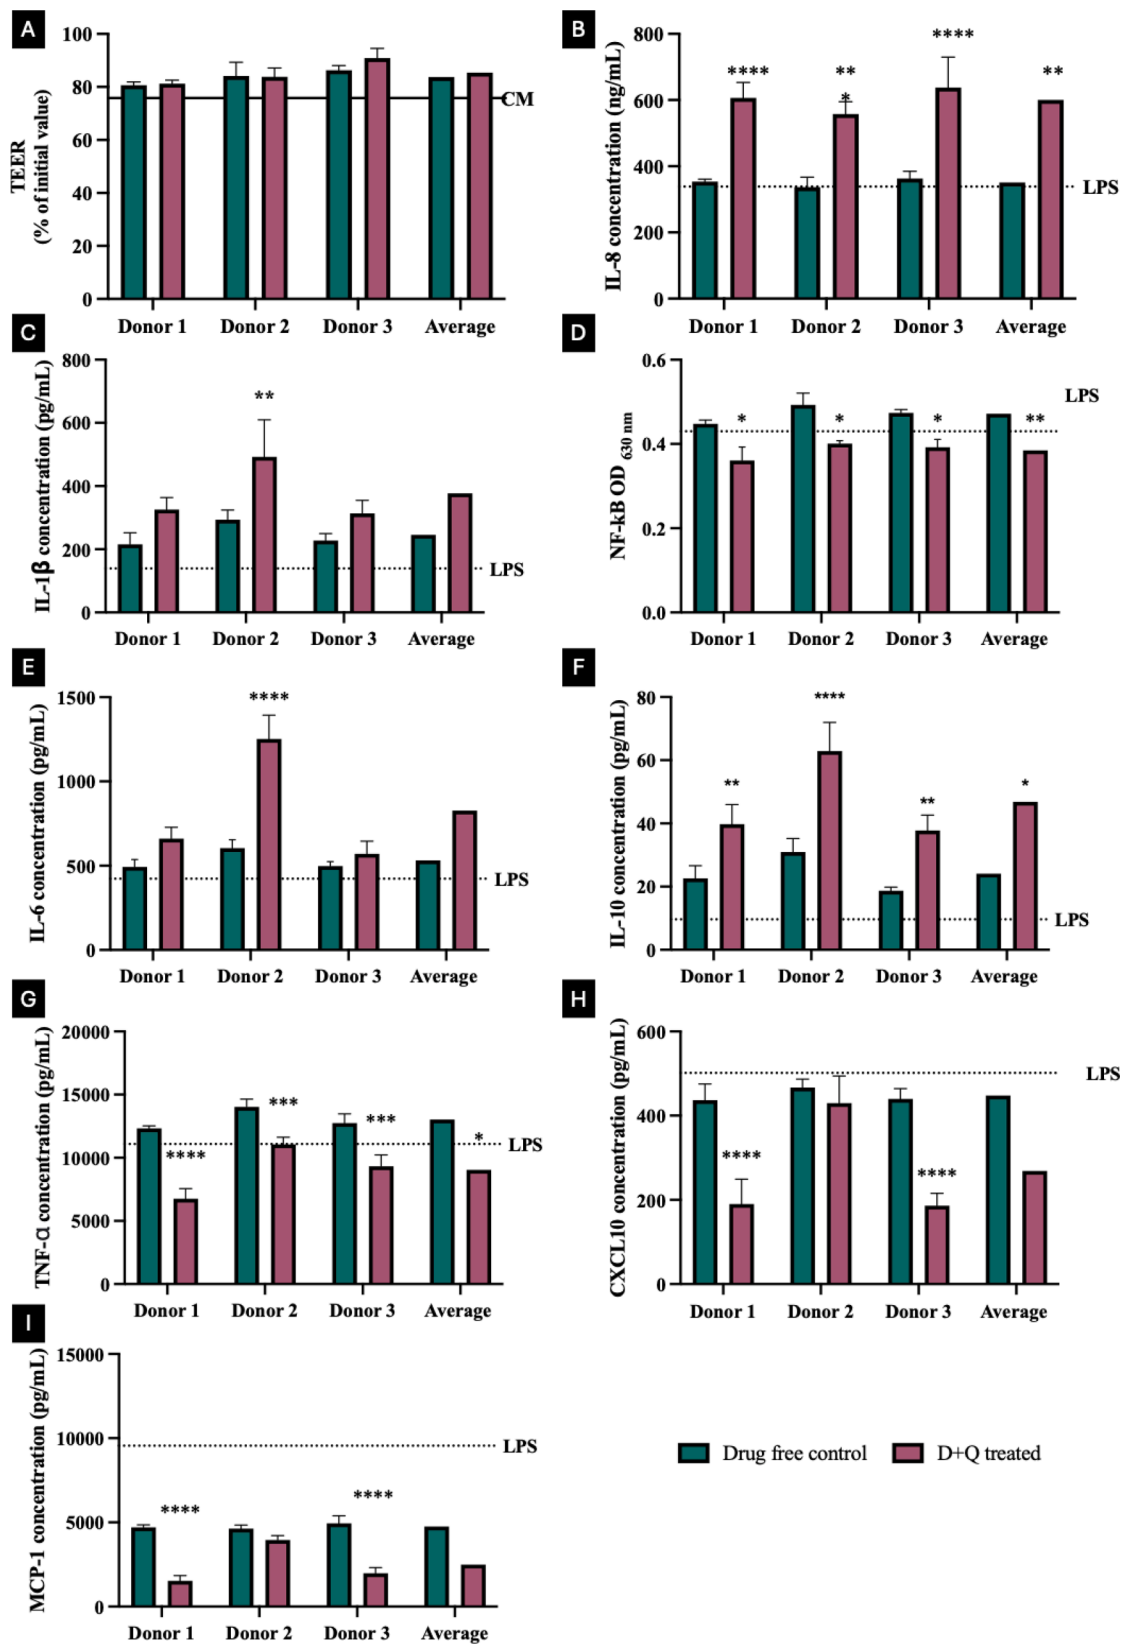 A
TEER
(% of initial value)
100
80
60
40
20
0
CM
Donor 1 Donor 2 Donor 3 Average
B
IL-8 concentration (ng/mL)
800
600
400
200
0
****
**
*
****
**
LPS
Donor 1 Donor 2 Donor 3 Average
C
IL-1β concentration (pg/mL)
800
600
400
200
0
**
LPS
Donor 1 Donor 2 Donor 3 Average
D
NF-kB OD 630 nm
0.6
0.4
0.2
0.0
LPS
* * * **
Donor 1 Donor 2 Donor 3 Average
E
IL-6 concentration (pg/mL)
1500
1000
500
0
****
LPS
Donor 1 Donor 2 Donor 3 Average
F
IL-10 concentration (pg/mL)
80
60
40
20
0
** **** ** *
LPS
Donor 1 Donor 2 Donor 3 Average
G
TNF-α concentration (pg/mL)
20000
15000
10000
5000
0
**** *** *** *
LPS
Donor 1 Donor 2 Donor 3 Average
H
CXCL10 concentration (pg/mL)
600
400
200
0
LPS
**** ****
Donor 1 Donor 2 Donor 3 Average
I
MCP-1 concentration (pg/mL)
15000
10000
5000
0
LPS
**** ****
Donor 1 Donor 2 Donor 3 Average
Drug free control D+Q treated